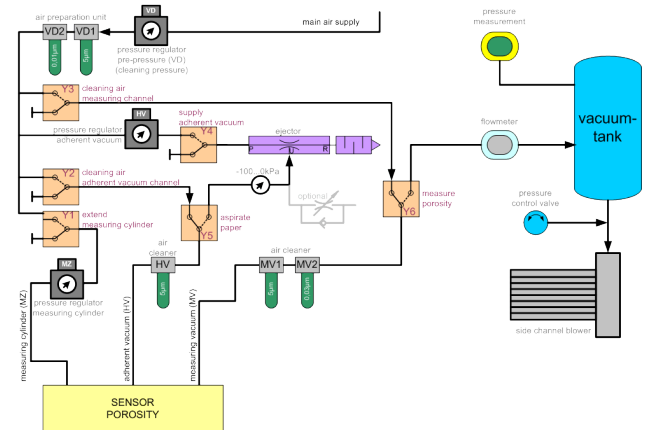 air preparation unit
VD
main air supply
pressure
measurement
VD2
VD1
pressure regulator
pre-pressure (VD)
(cleaning pressure)
0,01µm
5µm
Y3
cleaning air
measuring channel
supply
adherent vacuum
HV
Y4
pressure regulator
adherent vacuum
ejector
P
U
R
flowmeter
vacuum-
tank
Y2
cleaning air
adherent vacuum channel
-100...0kPa
optional
measure
porosity
Y6
pressure
control valve
Y1
extend
measuring cylinder
aspirate
paper
Y5
air
cleaner
air cleaner
MZ
HV
MV1
MV2
pressure regulator
measuring cylinder
5µm
5µm
0,03µm
side channel blower
measuring cylinder (MZ)
adherent vacuum (HV)
measuring vacuum (MV)
SENSOR
POROSITY